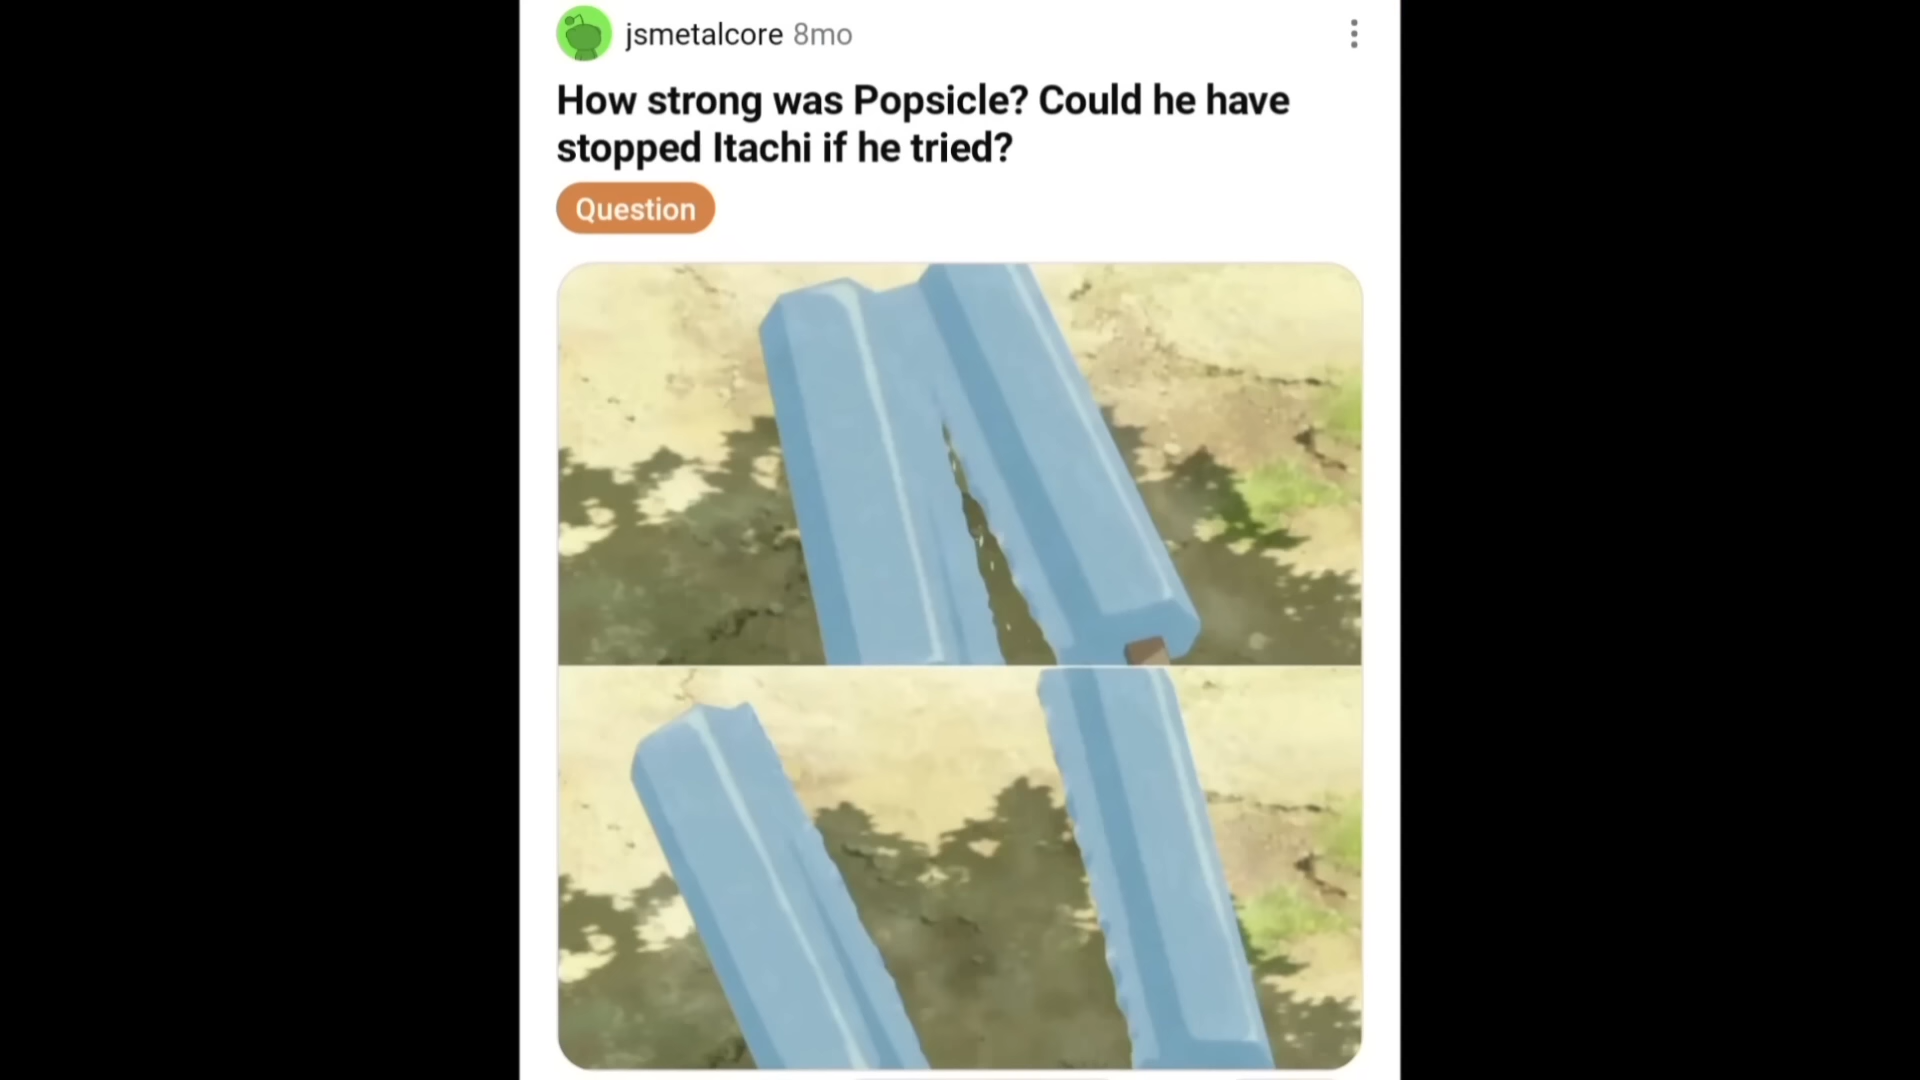 jsmetalcore 8mo
How strong was Popsicle? Could he have
stopped Itachi if he tried?
Question